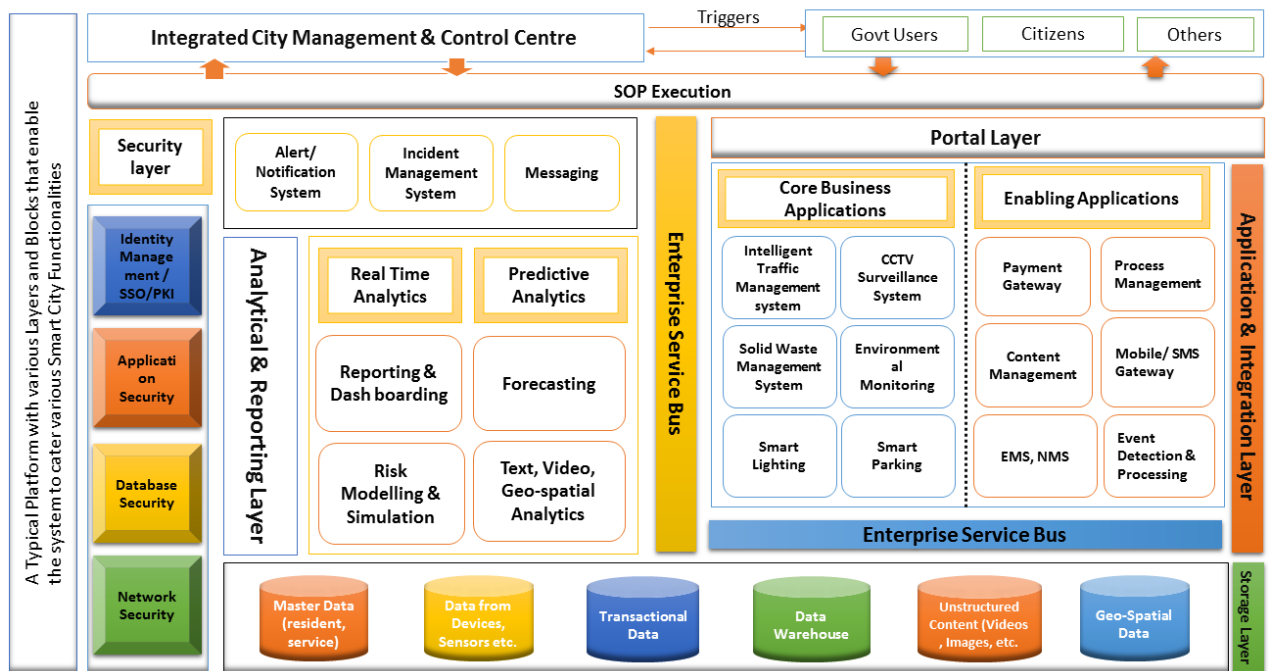 A Typical Platform with various Layers and Blocks that enable
the system to cater various Smart City Functionalities
Integrated City Management & Control Centre
Triggers
Govt Users
Citizens
Others
SOP Execution
Security
layer
Identity
Manage
ment /
SSO/PKI
Applicati
on
Security
Database
Security
Network
Security
Alert/
Notification
System
Incident
Management
System
Messaging
Analytical & Reporting Layer
Real Time
Analytics
Predictive
Analytics
Reporting &
Dash boarding
Forecasting
Risk
Modelling &
Simulation
Text, Video,
Geo-spatial
Analytics
Enterprise Service Bus
Portal Layer
Core Business
Applications
Enabling Applications
Intelligent
Traffic
Management
system
CCTV
Surveillance
System
Solid Waste
Management
System
Environment
al
Monitoring
Smart
Lighting
Smart
Parking
Payment
Gateway
Process
Management
Content
Management
Mobile/ SMS
Gateway
EMS, NMS
Event
Detection &
Processing
Enterprise Service Bus
Application & Integration Layer
Master Data
(resident,
service)
Data from
Devices,
Sensors etc.
Transactional
Data
Data
Warehouse
Unstructured
Content (Videos
, Images, etc.
Geo-Spatial
Data
Storage Layer